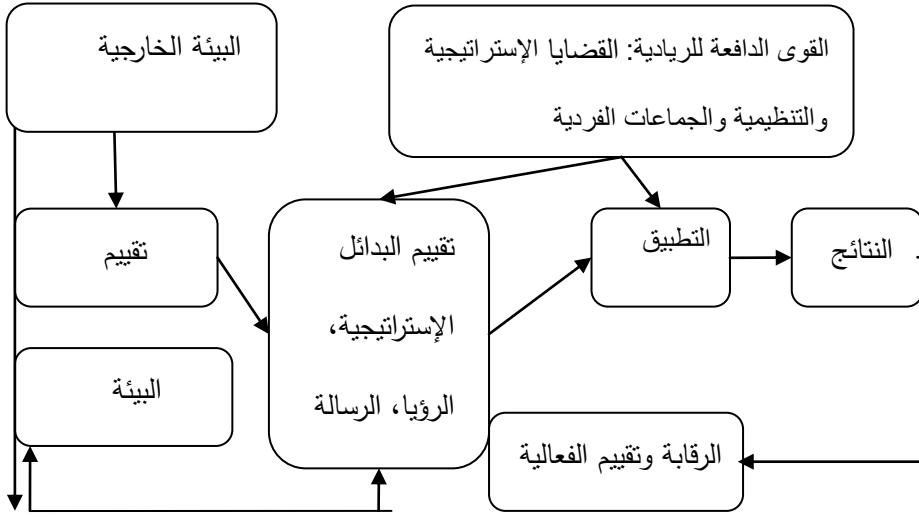 البيئة الخارجية
القوى الدافعة للريادية: القضايا الإستراتيجية
والتنظيمية والجماعات الفردية
تقييم
البيئة
تقييم البدائل
الإستراتيجية،
الرؤيا، الرسالة
التطبيق
النتائج
الرقابة وتقييم الفعالية